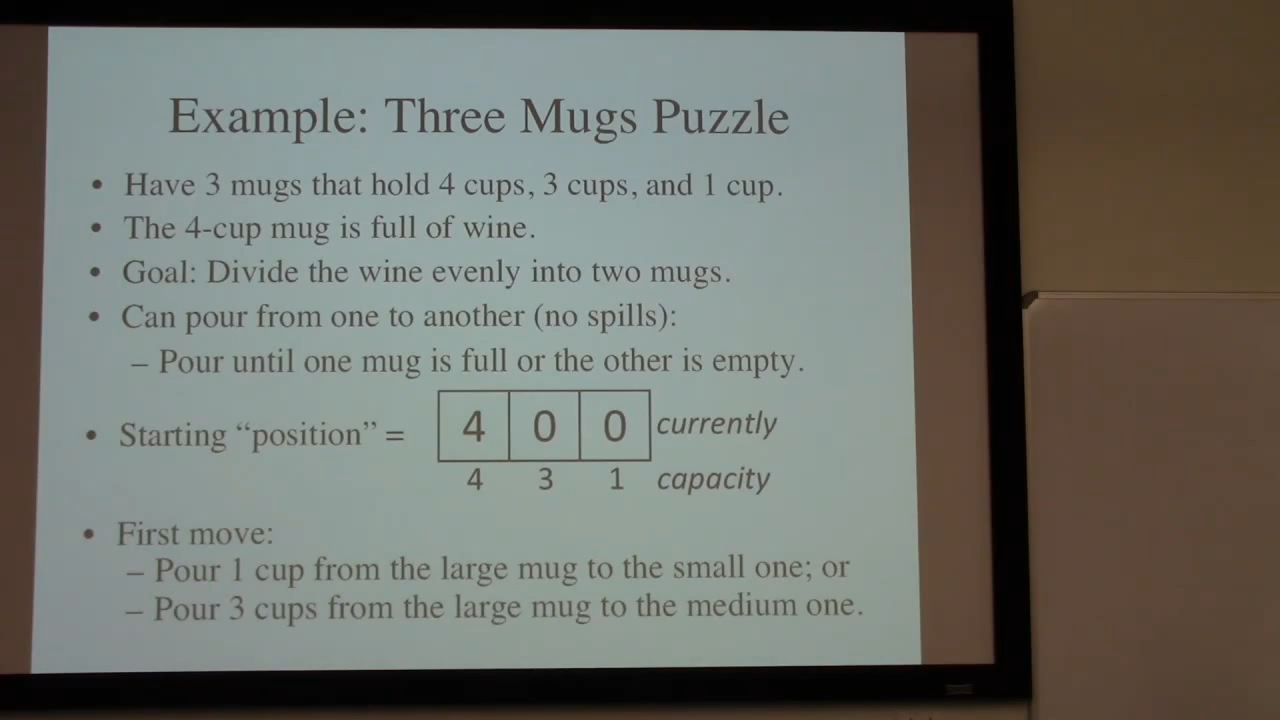 Example: Three Mugs Puzzle
• Have 3 mugs that hold 4 cups, 3 cups, and 1 cup.
• The 4-cup mug is full of wine.
• Goal: Divide the wine evenly into two mugs.
• Can pour from one to another (no spills):
– Pour until one mug is full or the other is empty.
• Starting “position” = 4 0 0 currently
4 3 1 capacity
• First move:
– Pour 1 cup from the large mug to the small one; or
– Pour 3 cups from the large mug to the medium one.